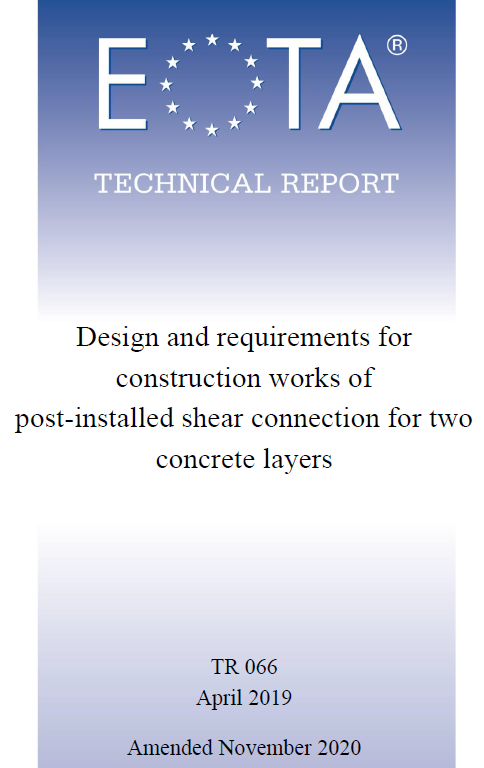 EOTA®
TECHNICAL REPORT
Design and requirements for
construction works of
post-installed shear connection for two
concrete layers
TR 066
April 2019
Amended November 2020